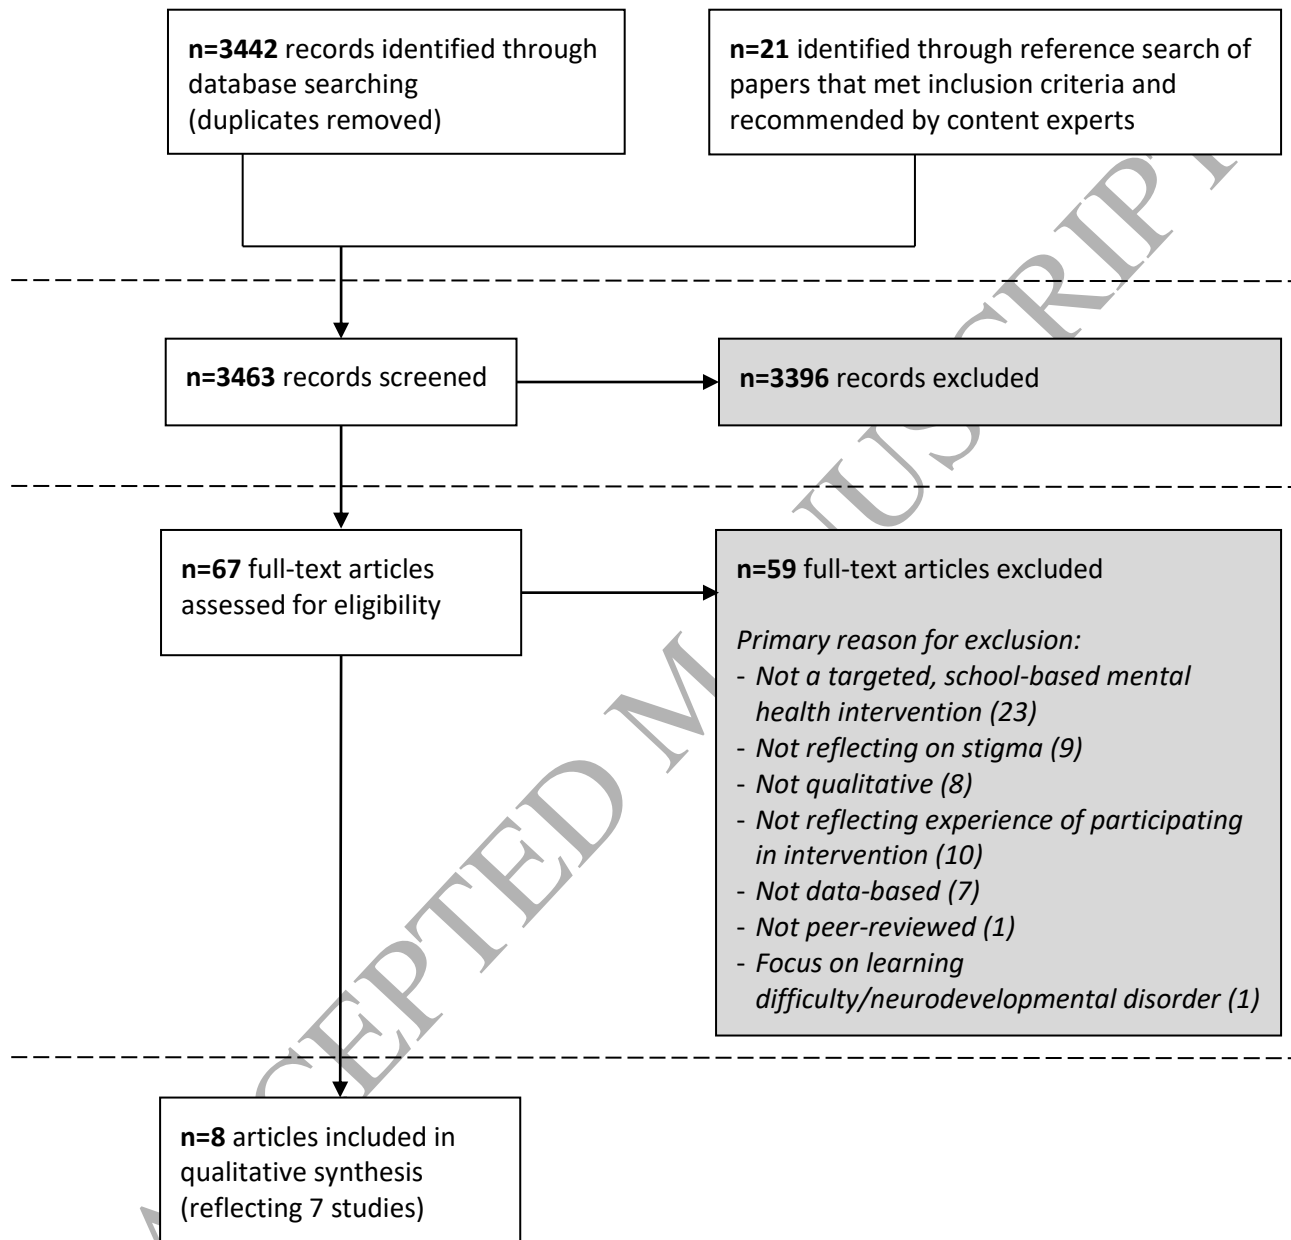 n=3442 records identified through
database searching
(duplicates removed)
n=21 identified through reference search of
papers that met inclusion criteria and
recommended by content experts
n=3463 records screened
n=3396 records excluded
n=67 full-text articles
assessed for eligibility
n=59 full-text articles excluded
Primary reason for exclusion:
- Not a targeted, school-based mental
health intervention (23)
- Not reflecting on stigma (9)
- Not qualitative (8)
- Not reflecting experience of participating
in intervention (10)
- Not data-based (7)
- Not peer-reviewed (1)
- Focus on learning
difficulty/neurodevelopmental disorder (1)
n=8 articles included in
qualitative synthesis
(reflecting 7 studies)